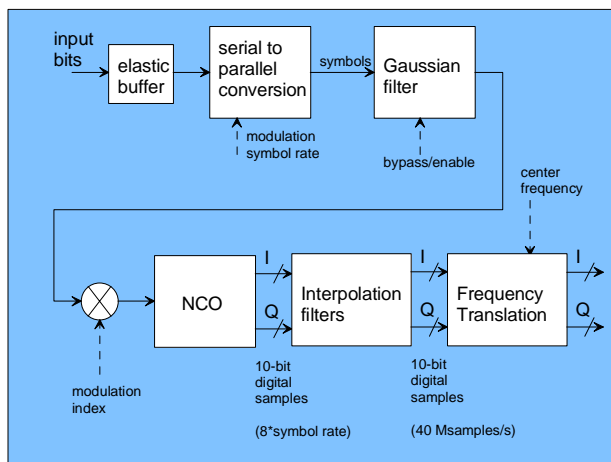 input
bits
elastic
buffer
serial to
parallel
conversion
symbols
Gaussian
filter
modulation
symbol rate
bypass/enable
center
frequency
NCO
I
Q
Interpolation
filters
I
Q
Frequency
Translation
I
Q
modulation
index
10-bit
digital
samples
(8*symbol rate)
10-bit
digital
samples
(40 Msamples/s)